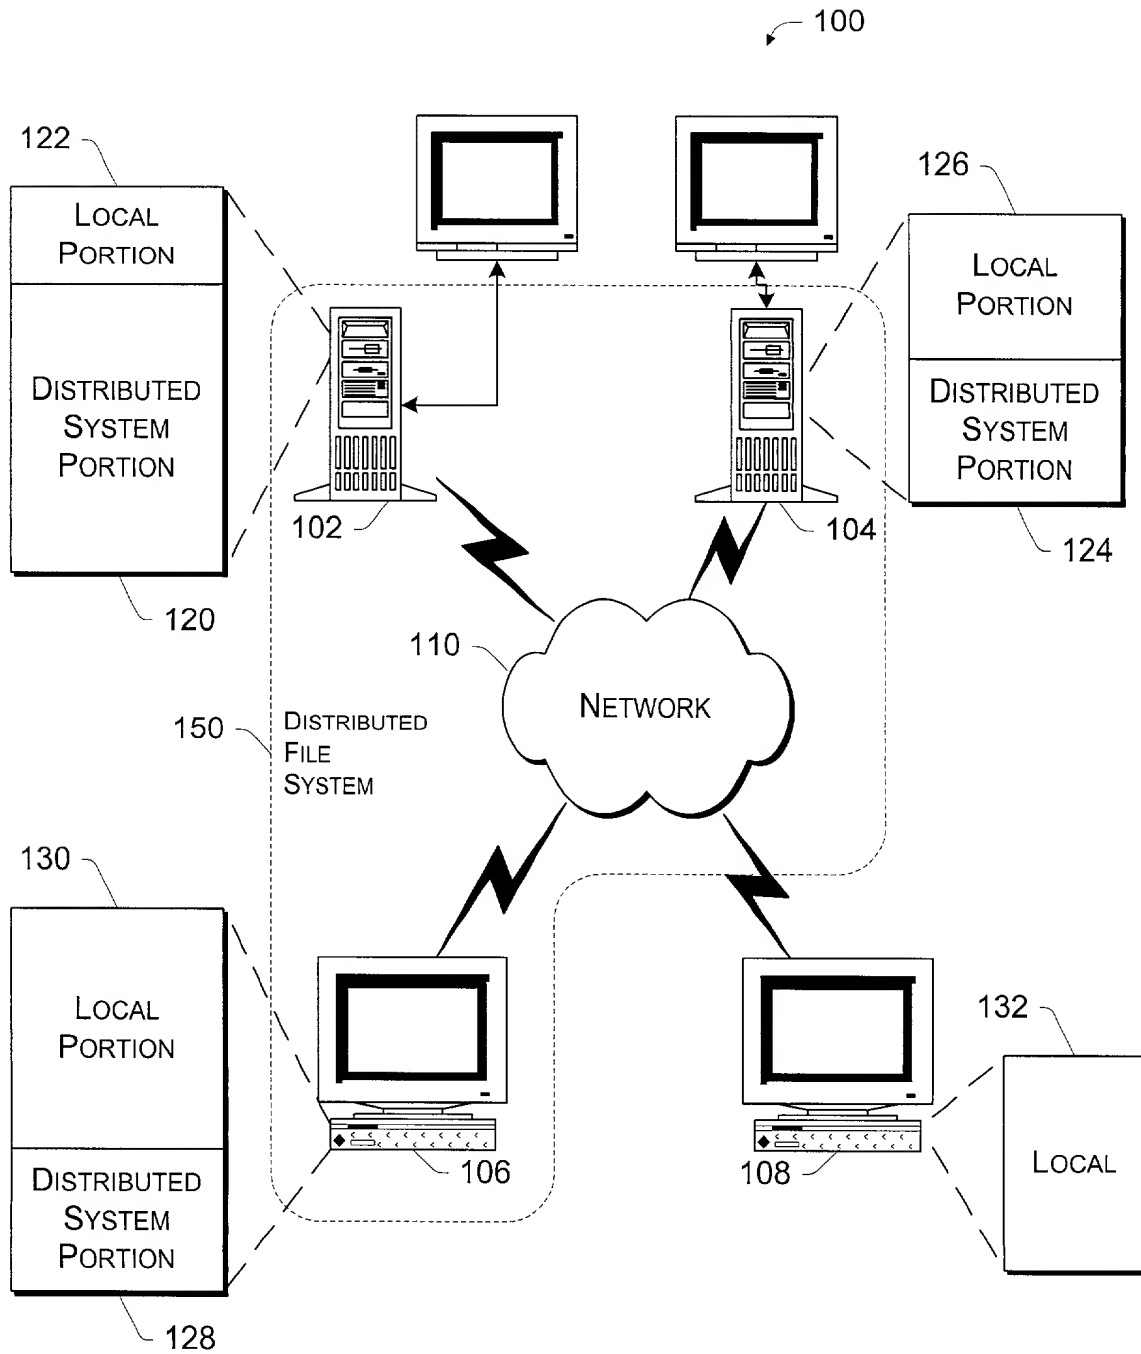 100
122
126
LOCAL
PORTION
DISTRIBUTED
SYSTEM
PORTION
LOCAL
PORTION
DISTRIBUTED
SYSTEM
PORTION
102
104
124
120
110
NETWORK
150
DISTRIBUTED
FILE
SYSTEM
130
LOCAL
PORTION
DISTRIBUTED
SYSTEM
PORTION
132
LOCAL
106
108
128